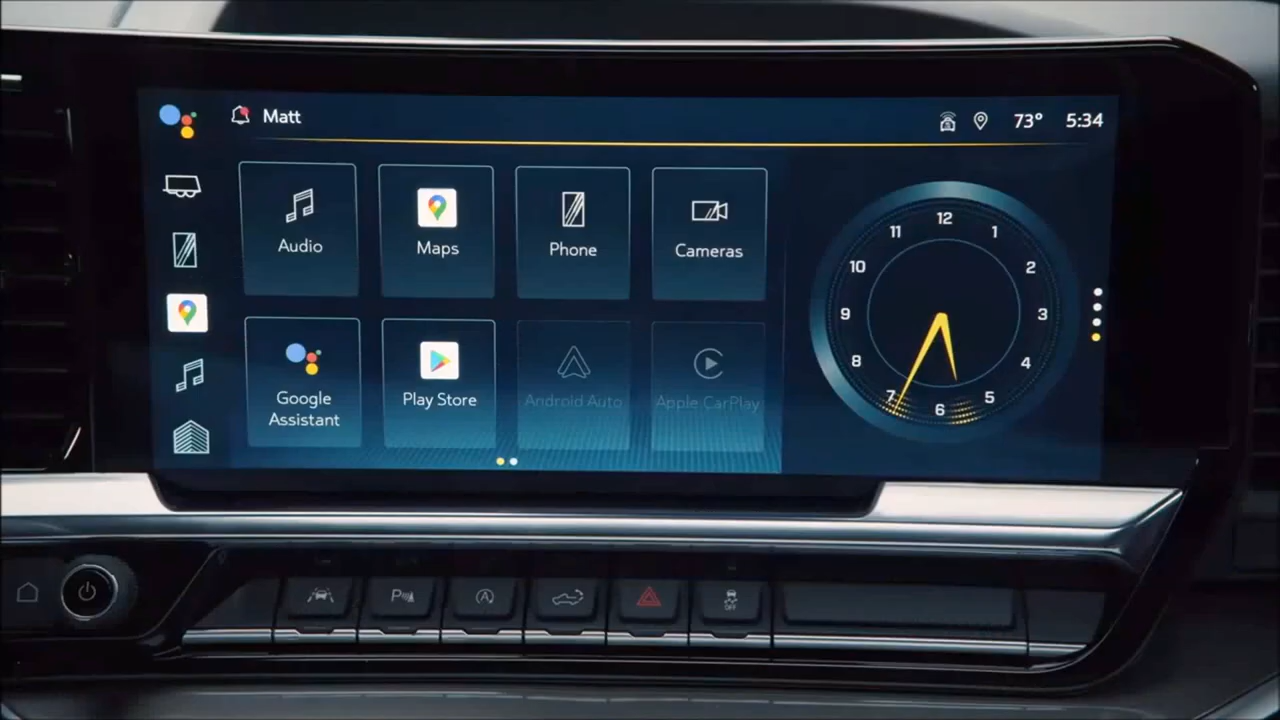 Matt
73° 5:34
Audio
Maps
Phone
Cameras
Google
Assistant
Play Store
Android Auto
Apple CarPlay
12
1
2
3
4
5
6
7
8
9
10
11
P
A
OFF